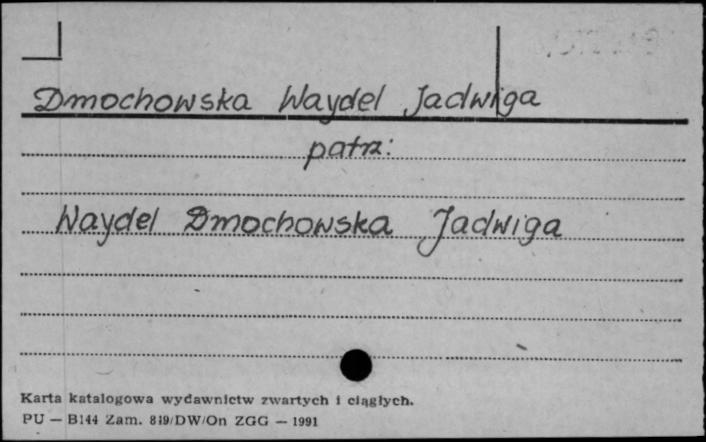 Dmochowska Waydel Jadwiga
patrz:
Waydel Dmochowska Jadwiga
Karta katalogowa wydawnictw zwartych i ciągłych.
PU — B144 Zam. 819/DW/On ZGG — 1991